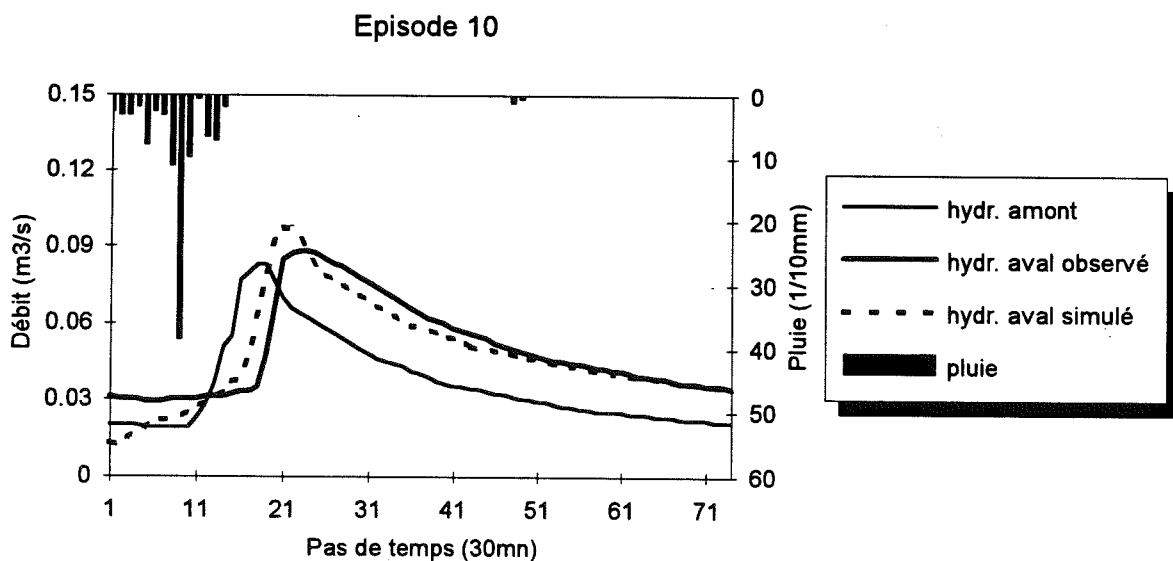 Episode 10
Débit (m3/s)
0.15
0.12
0.09
0.06
0.03
0
1
11
21
31
41
51
61
71
Pas de temps (30mn)
0
10
20
30
40
50
60
Pluie (1/10mm)
hydr. amont
hydr. aval observé
hydr. aval simulé
pluie